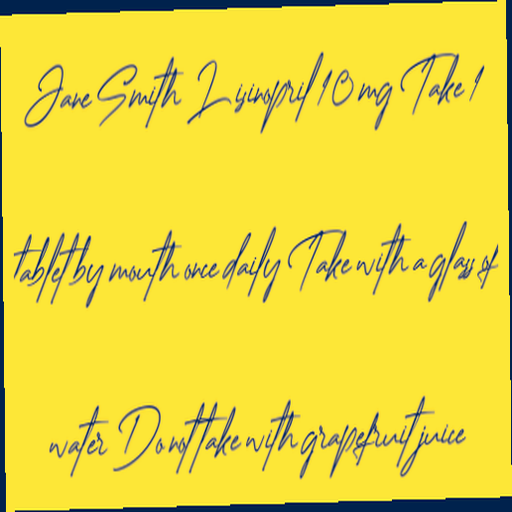 Jane Smith Lisinopril 10 mg Take 1
tablet by mouth once daily Take with a glass of
water Do not take with grapefruit juice